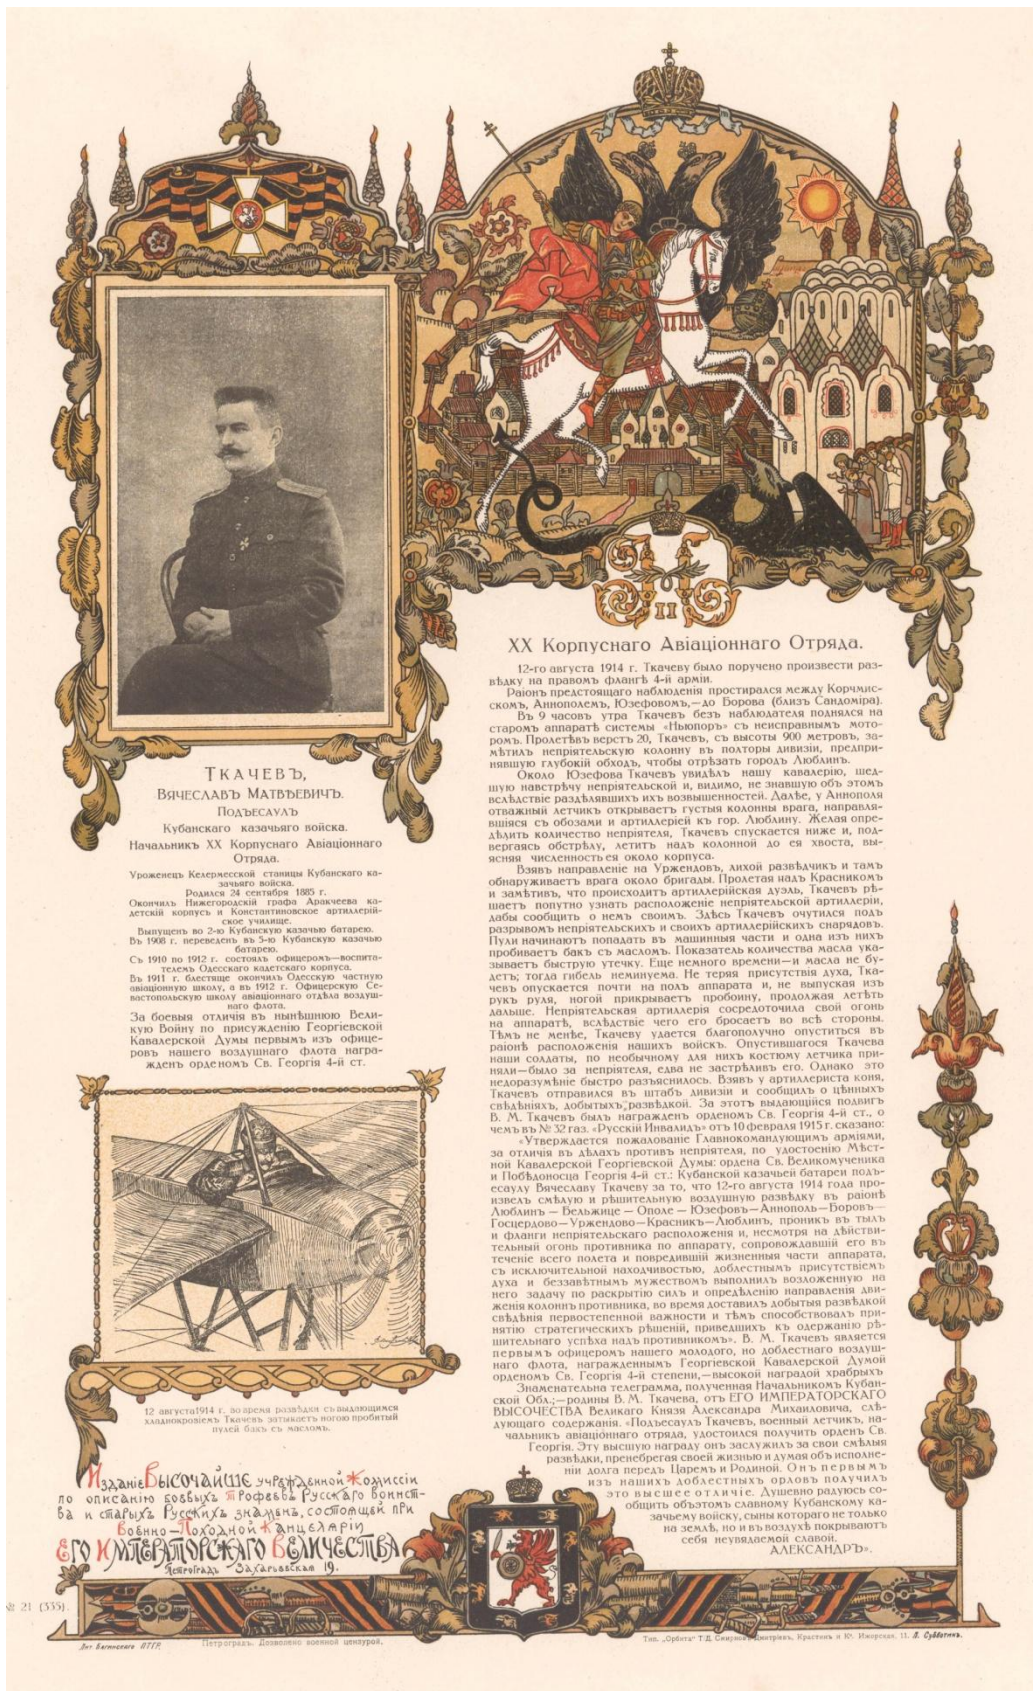 ТКАЧЕВЪ,
ВЯЧЕСЛАВЪ МАТВѢЕВИЧЪ.
ПОДЪЕСАУЛЪ
Кубанскаго казачьяго войска.
Начальникъ XX Корпуснаго Авіаціоннаго
Отряда.
Уроженецъ Келермесской станицы Кубанскаго ка-
зачьяго войска.
Родился 24 сентября 1885 г.
Окончилъ Нижегородскій графа Аракчеева ка-
детскій корпусъ и Константиновское артиллерій-
ское училище.
Выпущенъ во 2-ю Кубанскую казачью батарею.
Въ 1908 г. переведенъ въ 5-ю Кубанскую казачью
батарею.
Съ 1910 по 1912 г. состоялъ офицеромъ—воспита-
телемъ Одесскаго кадетскаго корпуса.
Въ 1911 г. блестяще окончилъ Одесскую частную
авіаціонную школу, а въ 1912 г. Офицерскую Се-
вастопольскую школу авіаціоннаго отдѣла воздуш-
наго флота.
За боевыя отличія въ нынѣшнюю Вели-
кую Войну по присужденію Георгіевской
Кавалерской Думы первымъ изъ офице-
ровъ нашего воздушнаго флота награ-
жденъ орденомъ Св. Георгія 4-й ст.
12 августа 1914 г. во время развѣдки съ выдающимся
хладнокровіемъ Ткачевъ затыкаетъ ногою пробитый
пулей бакъ съ масломъ.
Изданіе ВЫСОЧАЙШЕ учрежденной Комиссіи
по описанію боевыхъ трофеевъ Русскаго воинст-
ва и старыхъ Русскихъ знаменъ, состоящей при
Военно-Походной Канцеляріи
ЕГО ИМПЕРАТОРСКАГО ВЕЛИЧЕСТВА
Петроградъ Захарьевская 19.
II
XX Корпуснаго Авіаціоннаго Отряда.
12-го августа 1914 г. Ткачеву было поручено произвести раз-
вѣдку на правомъ флангѣ 4-й арміи.
Раіонъ предстоящаго наблюденія простирался между Корчмис-
скомъ, Аннополемъ, Юзефовомъ,—до Борова (близъ Сандоміра).
Въ 9 часовъ утра Ткачевъ безъ наблюдателя поднялся на
старомъ аппаратѣ системы «Ньюпоръ» съ неисправнымъ мото-
ромъ. Пролетѣвъ верстъ 20, Ткачевъ, съ высоты 900 метровъ, за-
мѣтилъ непріятельскую колонну въ полторы дивизіи, предпри-
нявшую глубокій обходъ, чтобы отрѣзать городъ Люблинъ.
Около Юзефова Ткачевъ увидѣлъ нашу кавалерію, шед-
шую навстрѣчу непріятельской и, видимо, не знавшую объ этомъ
вслѣдствіе раздѣлявшихъ ихъ возвышенностей. Далѣе, у Аннополя
отважный летчикъ открываетъ густыя колонны врага, направляв-
шіяся съ обозами и артиллеріей къ гор. Люблину. Желая опре-
дѣлить количество непріятеля, Ткачевъ спускается ниже и, под-
вергаясь обстрѣлу, летитъ надъ колонной до ея хвоста, вы-
ясняя численность ея около корпуса.
Взявъ направленіе на Уржендовъ, лихой развѣдчикъ и тамъ
обнаруживаетъ врага около бригады. Пролетая надъ Красникомъ
и замѣтивъ, что происходитъ артиллерійская дуэль, Ткачевъ рѣ-
шаетъ попутно узнать расположеніе непріятельской артиллеріи,
дабы сообщить о немъ своимъ. Здѣсь Ткачевъ очутился подъ
разрывомъ непріятельскихъ и своихъ артиллерійскихъ снарядовъ.
Пули начинаютъ попадать въ машинныя части и одна изъ нихъ
пробиваетъ бакъ съ масломъ. Показатель количества масла ука-
зываетъ быструю утечку. Еще немного времени—и масла не бу-
детъ; тогда гибель неминуема. Не теряя присутствія духа, Тка-
чевъ опускается почти на полъ аппарата и, не выпуская изъ
рукъ руля, ногой прикрываетъ пробоину, продолжая летѣть
дальше. Непріятельская артиллерія сосредоточила свой огонь
на аппаратѣ, вслѣдствіе чего его бросаетъ во всѣ стороны.
Тѣмъ не менѣе, Ткачеву удается благополучно опуститься въ
раіонѣ расположенія нашихъ войскъ. Опустившагося Ткачева
наши солдаты, по необычному для нихъ костюму летчика при-
няли—было за непріятеля, едва не застрѣливъ его. Однако это
недоразумѣніе быстро разъяснилось. Взявъ у артиллериста коня,
Ткачевъ отправился въ штабъ дивизіи и сообщилъ о цѣнныхъ
свѣдѣніяхъ, добытыхъ развѣдкой. За этотъ выдающійся подвигъ
В. М. Ткачевъ былъ награжденъ орденомъ Св. Георгія 4-й ст., о
чемъ въ № 32 газ. «Русскій Инвалидъ» отъ 10 февраля 1915 г. сказано:
«Утверждается пожалованіе Главнокомандующимъ арміями,
за отличія въ дѣлахъ противъ непріятеля, по удостоенію Мѣст-
ной Кавалерской Георгіевской Думы: ордена Св. Великомученика
и Побѣдоносца Георгія 4-й ст.: Кубанской казачьей батареи подъ-
есаулу Вячеславу Ткачеву за то, что 12-го августа 1914 года про-
извелъ смѣлую и рѣшительную воздушную развѣдку въ раіонѣ
Люблинъ — Бельжице — Ополе — Юзефовъ—Аннополь—Боровъ—
Госцердово—Уржендово—Красникъ—Люблинъ, проникъ въ тылъ
и фланги непріятельскаго расположенія и, несмотря на дѣйстви-
тельный огонь противника по аппарату, сопровождавшій его въ
теченіе всего полета и повредившій жизненныя части аппарата,
съ исключительной находчивостью, доблестнымъ присутствіемъ
духа и беззавѣтнымъ мужествомъ выполнилъ возложенную на
него задачу по раскрытію силъ и опредѣленію направленія дви-
женія колоннъ противника, во время доставилъ добытыя развѣдкой
свѣдѣнія первостепенной важности и тѣмъ способствовалъ при-
нятію стратегическихъ рѣшеній, приведшихъ къ одержанію рѣ-
шительнаго успѣха надъ противникомъ». В. М. Ткачевъ является
первымъ офицеромъ нашего молодого, но доблестнаго воздуш-
наго флота, награжденнымъ Георгіевской Кавалерской Думой
орденомъ Св. Георгія 4-й степени,—высокой наградой храбрыхъ
Знаменательна телеграмма, полученная Начальникомъ Кубан-
ской Обл.;—родины В. М. Ткачева, отъ ЕГО ИМПЕРАТОРСКАГО
ВЫСОЧЕСТВА Великаго Князя Александра Михаиловича, слѣ-
дующаго содержанія. «Подъесаулъ Ткачевъ, военный летчикъ, на-
чальникъ авіаціоннаго отряда, удостоился получить орденъ Св.
Георгія. Эту высшую награду онъ заслужилъ за свои смѣлыя
развѣдки, пренебрегая своей жизнью и думая объ исполне-
ніи долга передъ Царемъ и Родиной. Онъ первымъ
изъ нашихъ доблестныхъ орловъ получилъ
это высшее отличіе. Душевно радуюсь со-
общить объ этомъ славному Кубанскому ка-
зачьему войску, сыны котораго не только
на землѣ, но и въ воздухѣ покрываютъ
себя неувядаемой славой.
АЛЕКСАНДРЪ».
№ 21 (335).
Петроградъ. Дозволено военной цензурой.
Тип. „Орбита" Т/Д. Смирновъ, Дмитріевъ, Крастинъ и К°. Ижорская, 11. Л. Субботинъ.